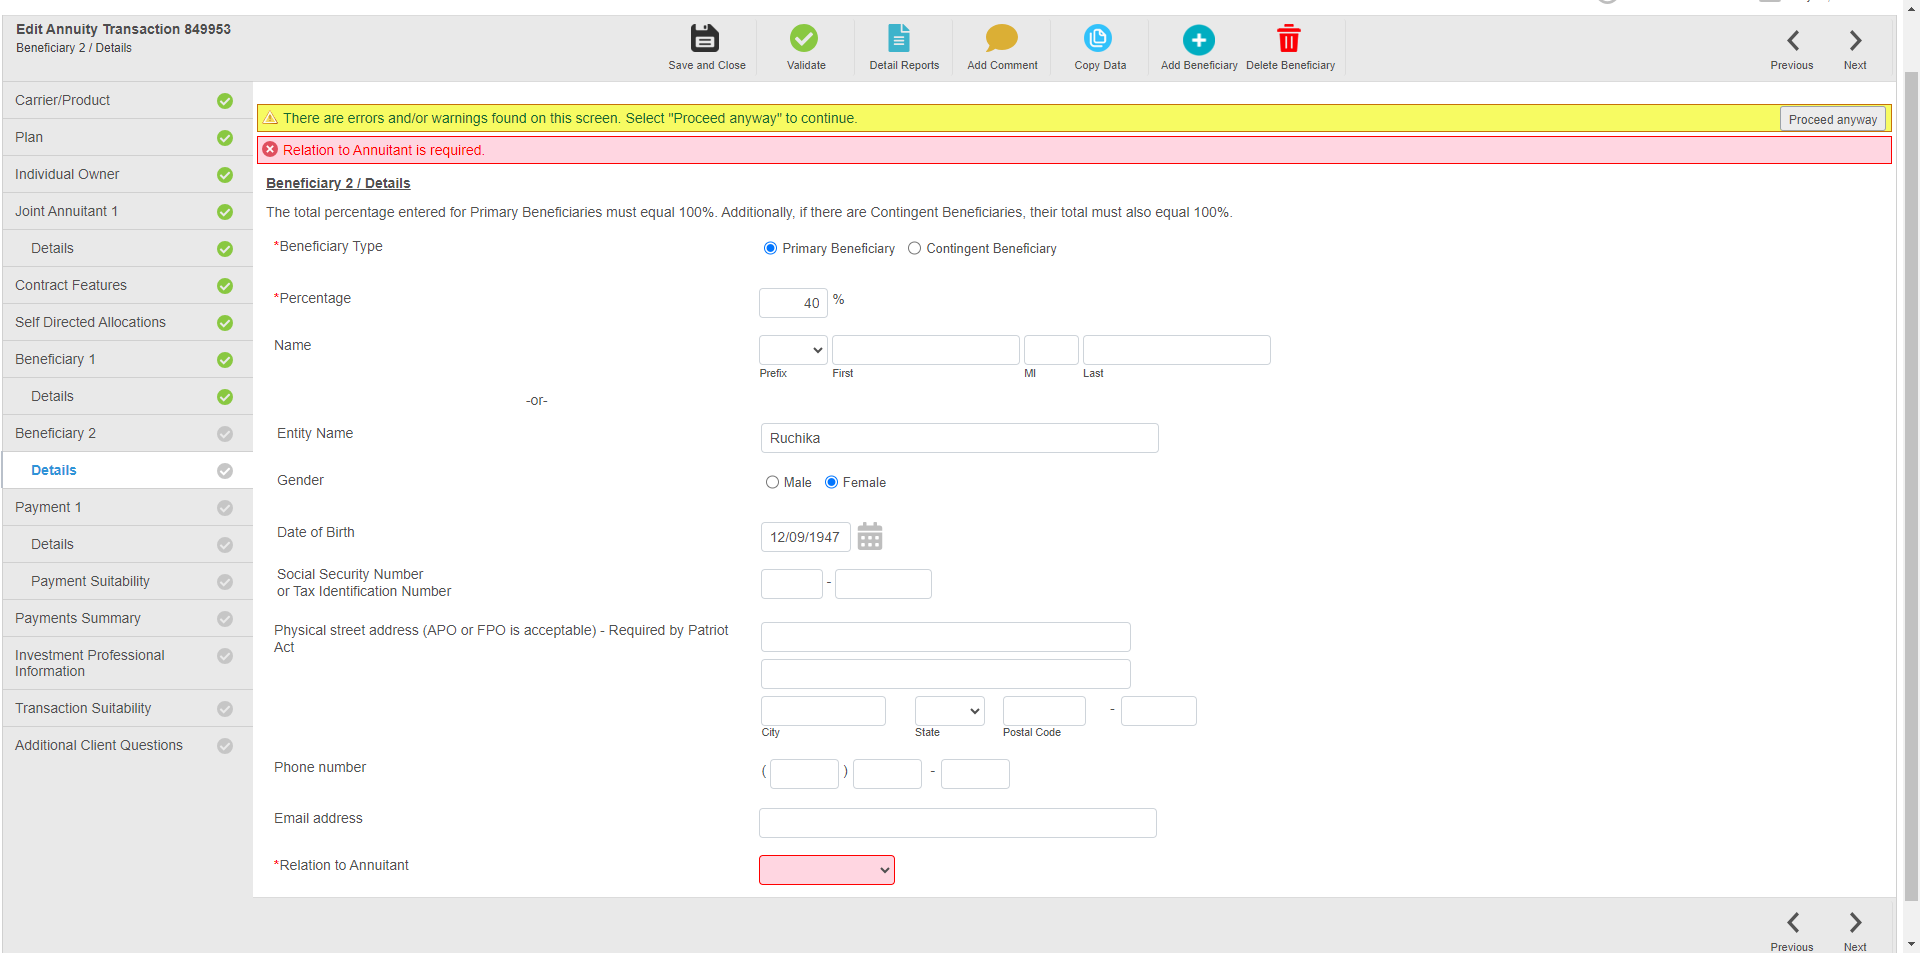 Edit Annuity Transaction 849953
Beneficiary 2 / Details
Save and Close
Validate
Detail Reports
Add Comment
Copy Data
Add Beneficiary
Delete Beneficiary
Previous
Next
Carrier/Product
Plan
Individual Owner
Joint Annuitant 1
Details
Contract Features
Self Directed Allocations
Beneficiary 1
Details
Beneficiary 2
Details
Payment 1
Details
Payment Suitability
Payments Summary
Investment Professional
Information
Transaction Suitability
Additional Client Questions
There are errors and/or warnings found on this screen. Select "Proceed anyway" to continue.
Proceed anyway
Relation to Annuitant is required.
Beneficiary 2 / Details
The total percentage entered for Primary Beneficiaries must equal 100%. Additionally, if there are Contingent Beneficiaries, their total must also equal 100%.
*Beneficiary Type
Primary Beneficiary
Contingent Beneficiary
*Percentage
40 %
Name
Prefix
First
MI
Last
-or-
Entity Name
Ruchika
Gender
Male
Female
Date of Birth
12/09/1947
Social Security Number
or Tax Identification Number
-
Physical street address (APO or FPO is acceptable) - Required by Patriot
Act
-
City
State
Postal Code
Phone number
( ) -
Email address
*Relation to Annuitant
Previous
Next